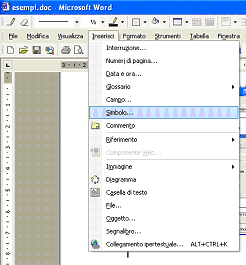 esempi.doc - Microsoft Word
File Modifica Visualizza Inserisci Formato Strumenti Tabella Finestra
Interruzione...
Numeri di pagina...
Data e ora...
Glossario
Campo...
Simbolo...
Commento
Riferimento
Componente Web...
Immagine
Diagramma
Casella di testo
File...
Oggetto...
Segnalibro...
Collegamento ipertestuale... ALT+CTRL+K